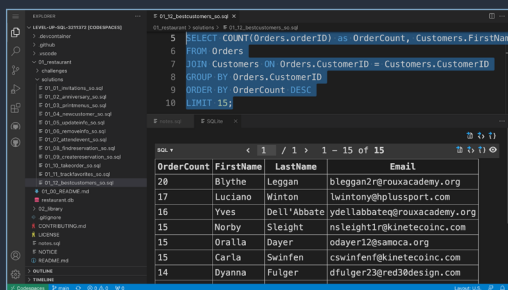 EXPLORER
LEVEL-UP-SQL-3211372 [CODESPACES]
.devcontainer
.github
.vscode
01_restaurant
challenges
solutions
01_01_invitations_so.sql
01_02_anniversary_so.sql
01_03_printmenus_so.sql
01_04_newcustomer_so.sql
01_05_updateinfo_so.sql
01_06_removeinfo_so.sql
01_07_attendevent_so.sql
01_08_findreservation_so.sql
01_09_createreservation_so.sql
01_10_takeorder_so.sql
01_11_trackfavorites_so.sql
01_12_bestcustomers_so.sql
01_00_README.md
restaurant.db
02_library
.gitignore
CONTRIBUTING.md
LICENSE
notes.sql
NOTICE
README.md
OUTLINE
TIMELINE
01_12_bestcustomers_so.sql
01_restaurant > solutions > 01_12_bestcustomers_so.sql
5 SELECT COUNT(Orders.orderID) as OrderCount, Customers.FirstNam
6 FROM Orders
7 JOIN Customers ON Orders.CustomerID = Customers.CustomerID
8 GROUP BY Orders.CustomerID
9 ORDER BY OrderCount DESC
10 LIMIT 15;
notes.sql SQLite
SQL 1 / 1 1 - 15 of 15
OrderCount FirstName LastName Email
20 Blythe Leggan bleggan2r@rouxacademy.org
17 Luciano Winton lwintony@hplussport.com
16 Yves Dell'Abbate ydellabbateq@rouxacademy.org
15 Norby Sleight nsleight1r@kinetecoinc.com
15 Oralla Dayer odayer12@samoca.org
15 Carla Swinfen cswinfenf@kinetecoinc.com
14 Dyanna Fulger dfulger23@red30design.com
Codespaces main 0 0 Layout: U.S.